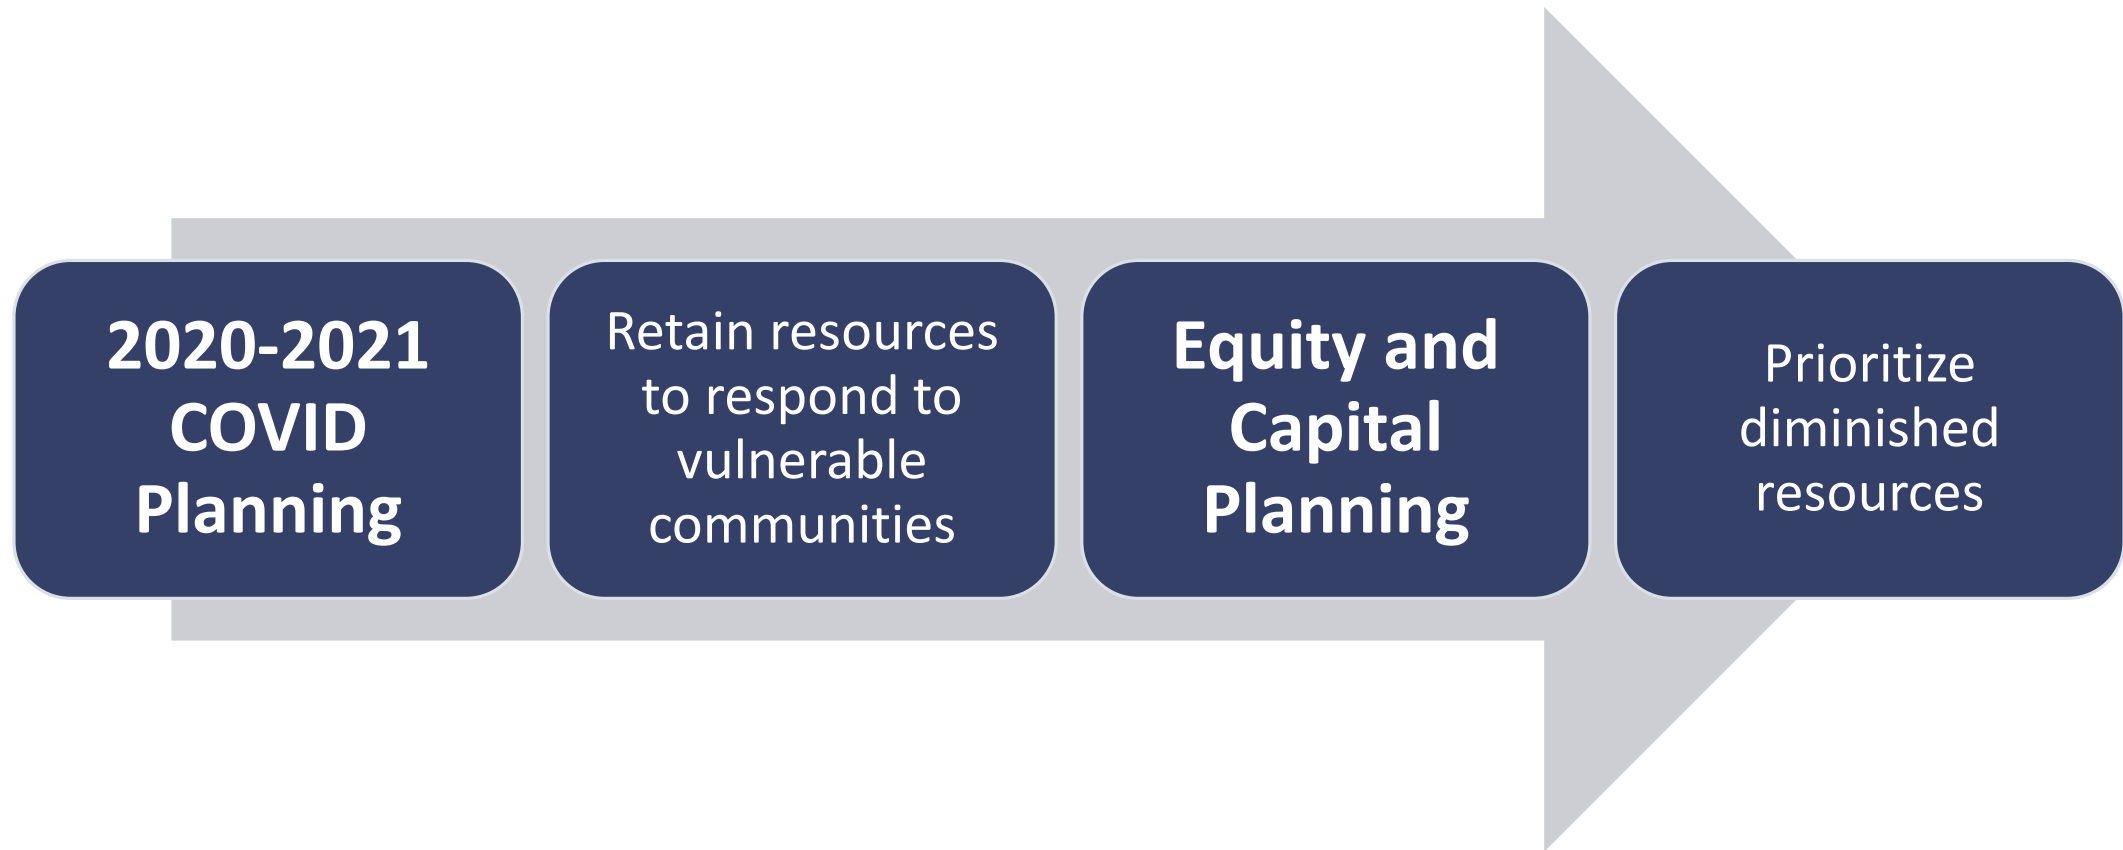 2020-2021
COVID
Planning
Retain resources
to respond to
vulnerable
communities
Equity and
Capital
Planning
Prioritize
diminished
resources